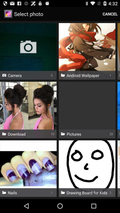 4:32
Select photo
CANCEL
Camera
Android Wallpaper
Download
Pictures
Nails
Drawing Board for Kids